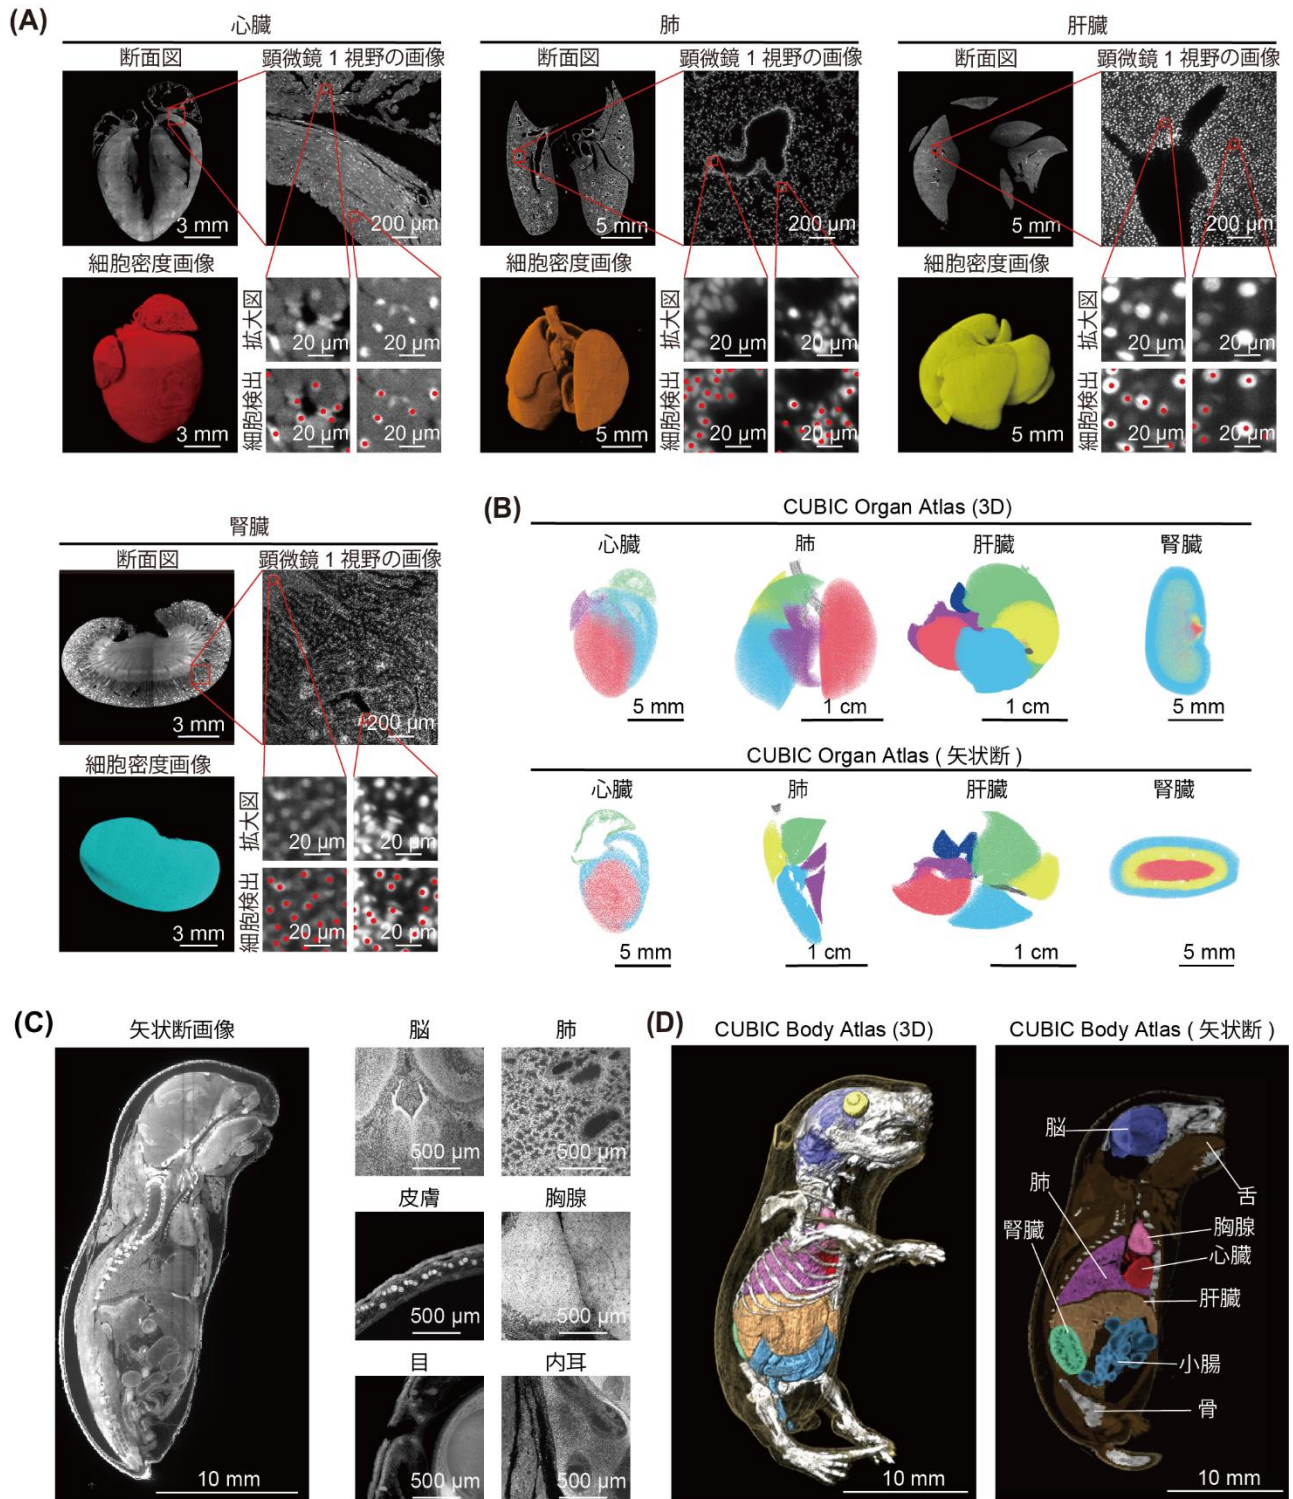 (A)
心臓
断面図 顕微鏡 1 視野の画像
3 mm
200 µm
細胞密度画像
3 mm
拡大図
20 µm
20 µm
細胞検出
20 µm
20 µm
肺
断面図 顕微鏡 1 視野の画像
5 mm
200 µm
細胞密度画像
5 mm
拡大図
20 µm
20 µm
細胞検出
20 µm
20 µm
肝臓
断面図 顕微鏡 1 視野の画像
5 mm
200 µm
細胞密度画像
5 mm
拡大図
20 µm
20 µm
細胞検出
20 µm
20 µm
腎臓
断面図 顕微鏡 1 視野の画像
3 mm
200 µm
細胞密度画像
3 mm
拡大図
20 µm
20 µm
細胞検出
20 µm
20 µm
(B)
CUBIC Organ Atlas (3D)
心臓 肺 肝臓 腎臓
5 mm 1 cm 1 cm 5 mm
CUBIC Organ Atlas ( 矢状断 )
心臓 肺 肝臓 腎臓
5 mm 1 cm 1 cm 5 mm
(C)
矢状断画像
10 mm
脳
500 µm
肺
500 µm
皮膚
500 µm
胸腺
500 µm
目
500 µm
内耳
500 µm
(D)
CUBIC Body Atlas (3D)
10 mm
CUBIC Body Atlas ( 矢状断 )
脳
舌
肺
胸腺
腎臓
心臓
肝臓
小腸
骨
10 mm